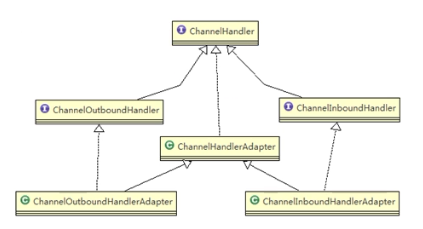 I ChannelHandler
I ChannelOutboundHandler
I ChannelInboundHandler
C ChannelHandlerAdapter
C ChannelOutboundHandlerAdapter
C ChannelInboundHandlerAdapter